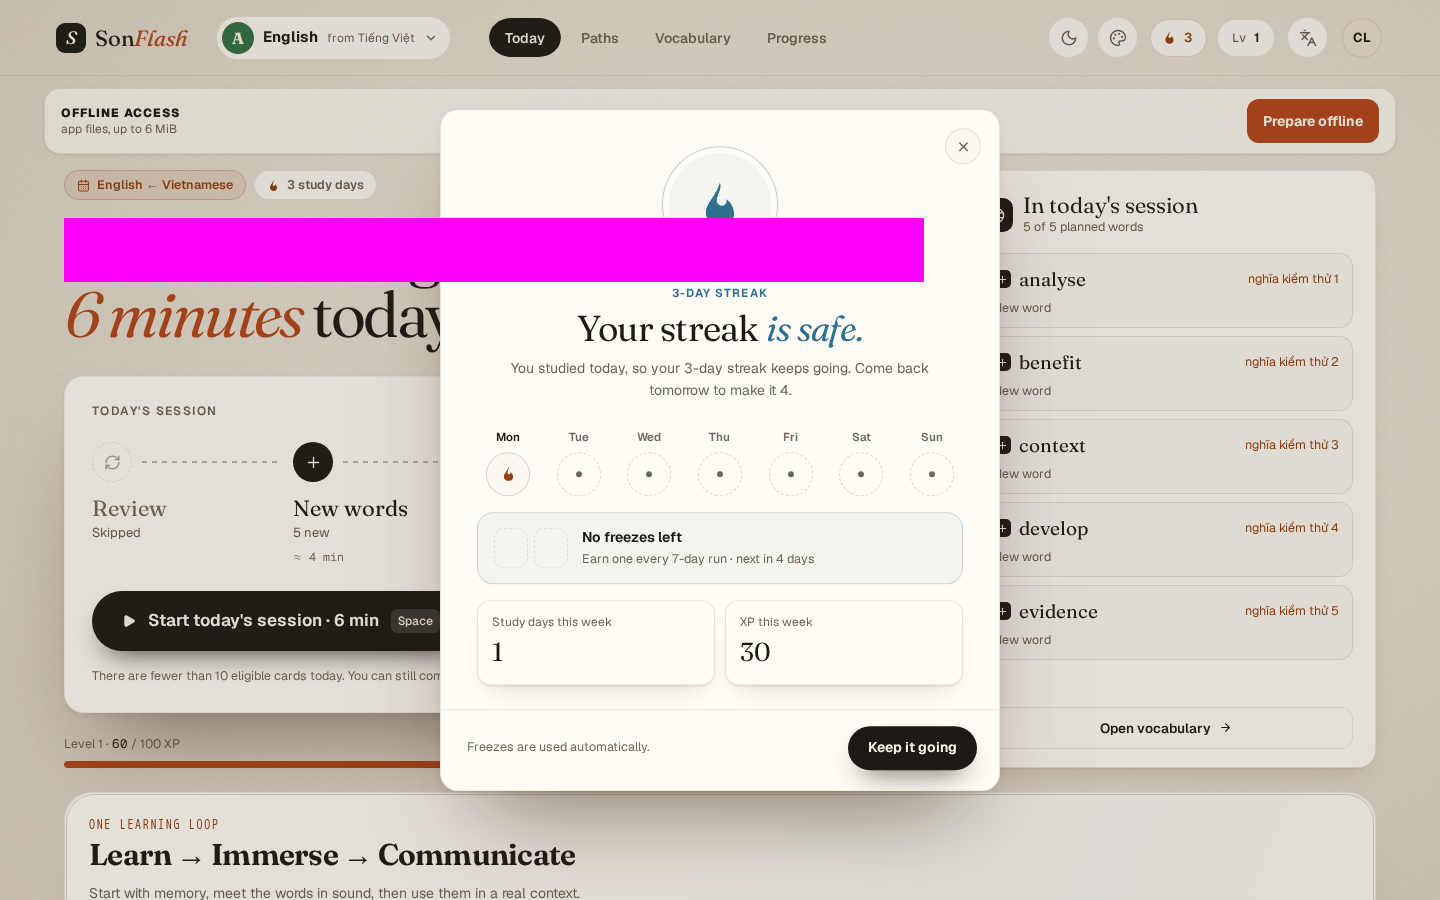 S SonFlash
A English from Tiếng Việt
Today Paths Vocabulary Progress
3
Lv 1
CL
OFFLINE ACCESS
app files, up to 6 MiB
Prepare offline
English ← Vietnamese
3 study days
6 minutes today
TODAY'S SESSION
Review
Skipped
New words
5 new
≈ 4 min
Start today's session · 6 min Space
There are fewer than 10 eligible cards today. You can still
Level 1 · 60 / 100 XP
3-DAY STREAK
Your streak is safe.
You studied today, so your 3-day streak keeps going. Come back
tomorrow to make it 4.
Mon Tue Wed Thu Fri Sat Sun
No freezes left
Earn one every 7-day run · next in 4 days
Study days this week
1
XP this week
30
Freezes are used automatically.
Keep it going
In today's session
5 of 5 planned words
analyse nghĩa kiểm thử 1
word
benefit nghĩa kiểm thử 2
word
context nghĩa kiểm thử 3
word
develop nghĩa kiểm thử 4
word
evidence nghĩa kiểm thử 5
word
Open vocabulary →
ONE LEARNING LOOP
Learn → Immerse → Communicate
Start with memory, meet the words in sound, then use them in a real context.